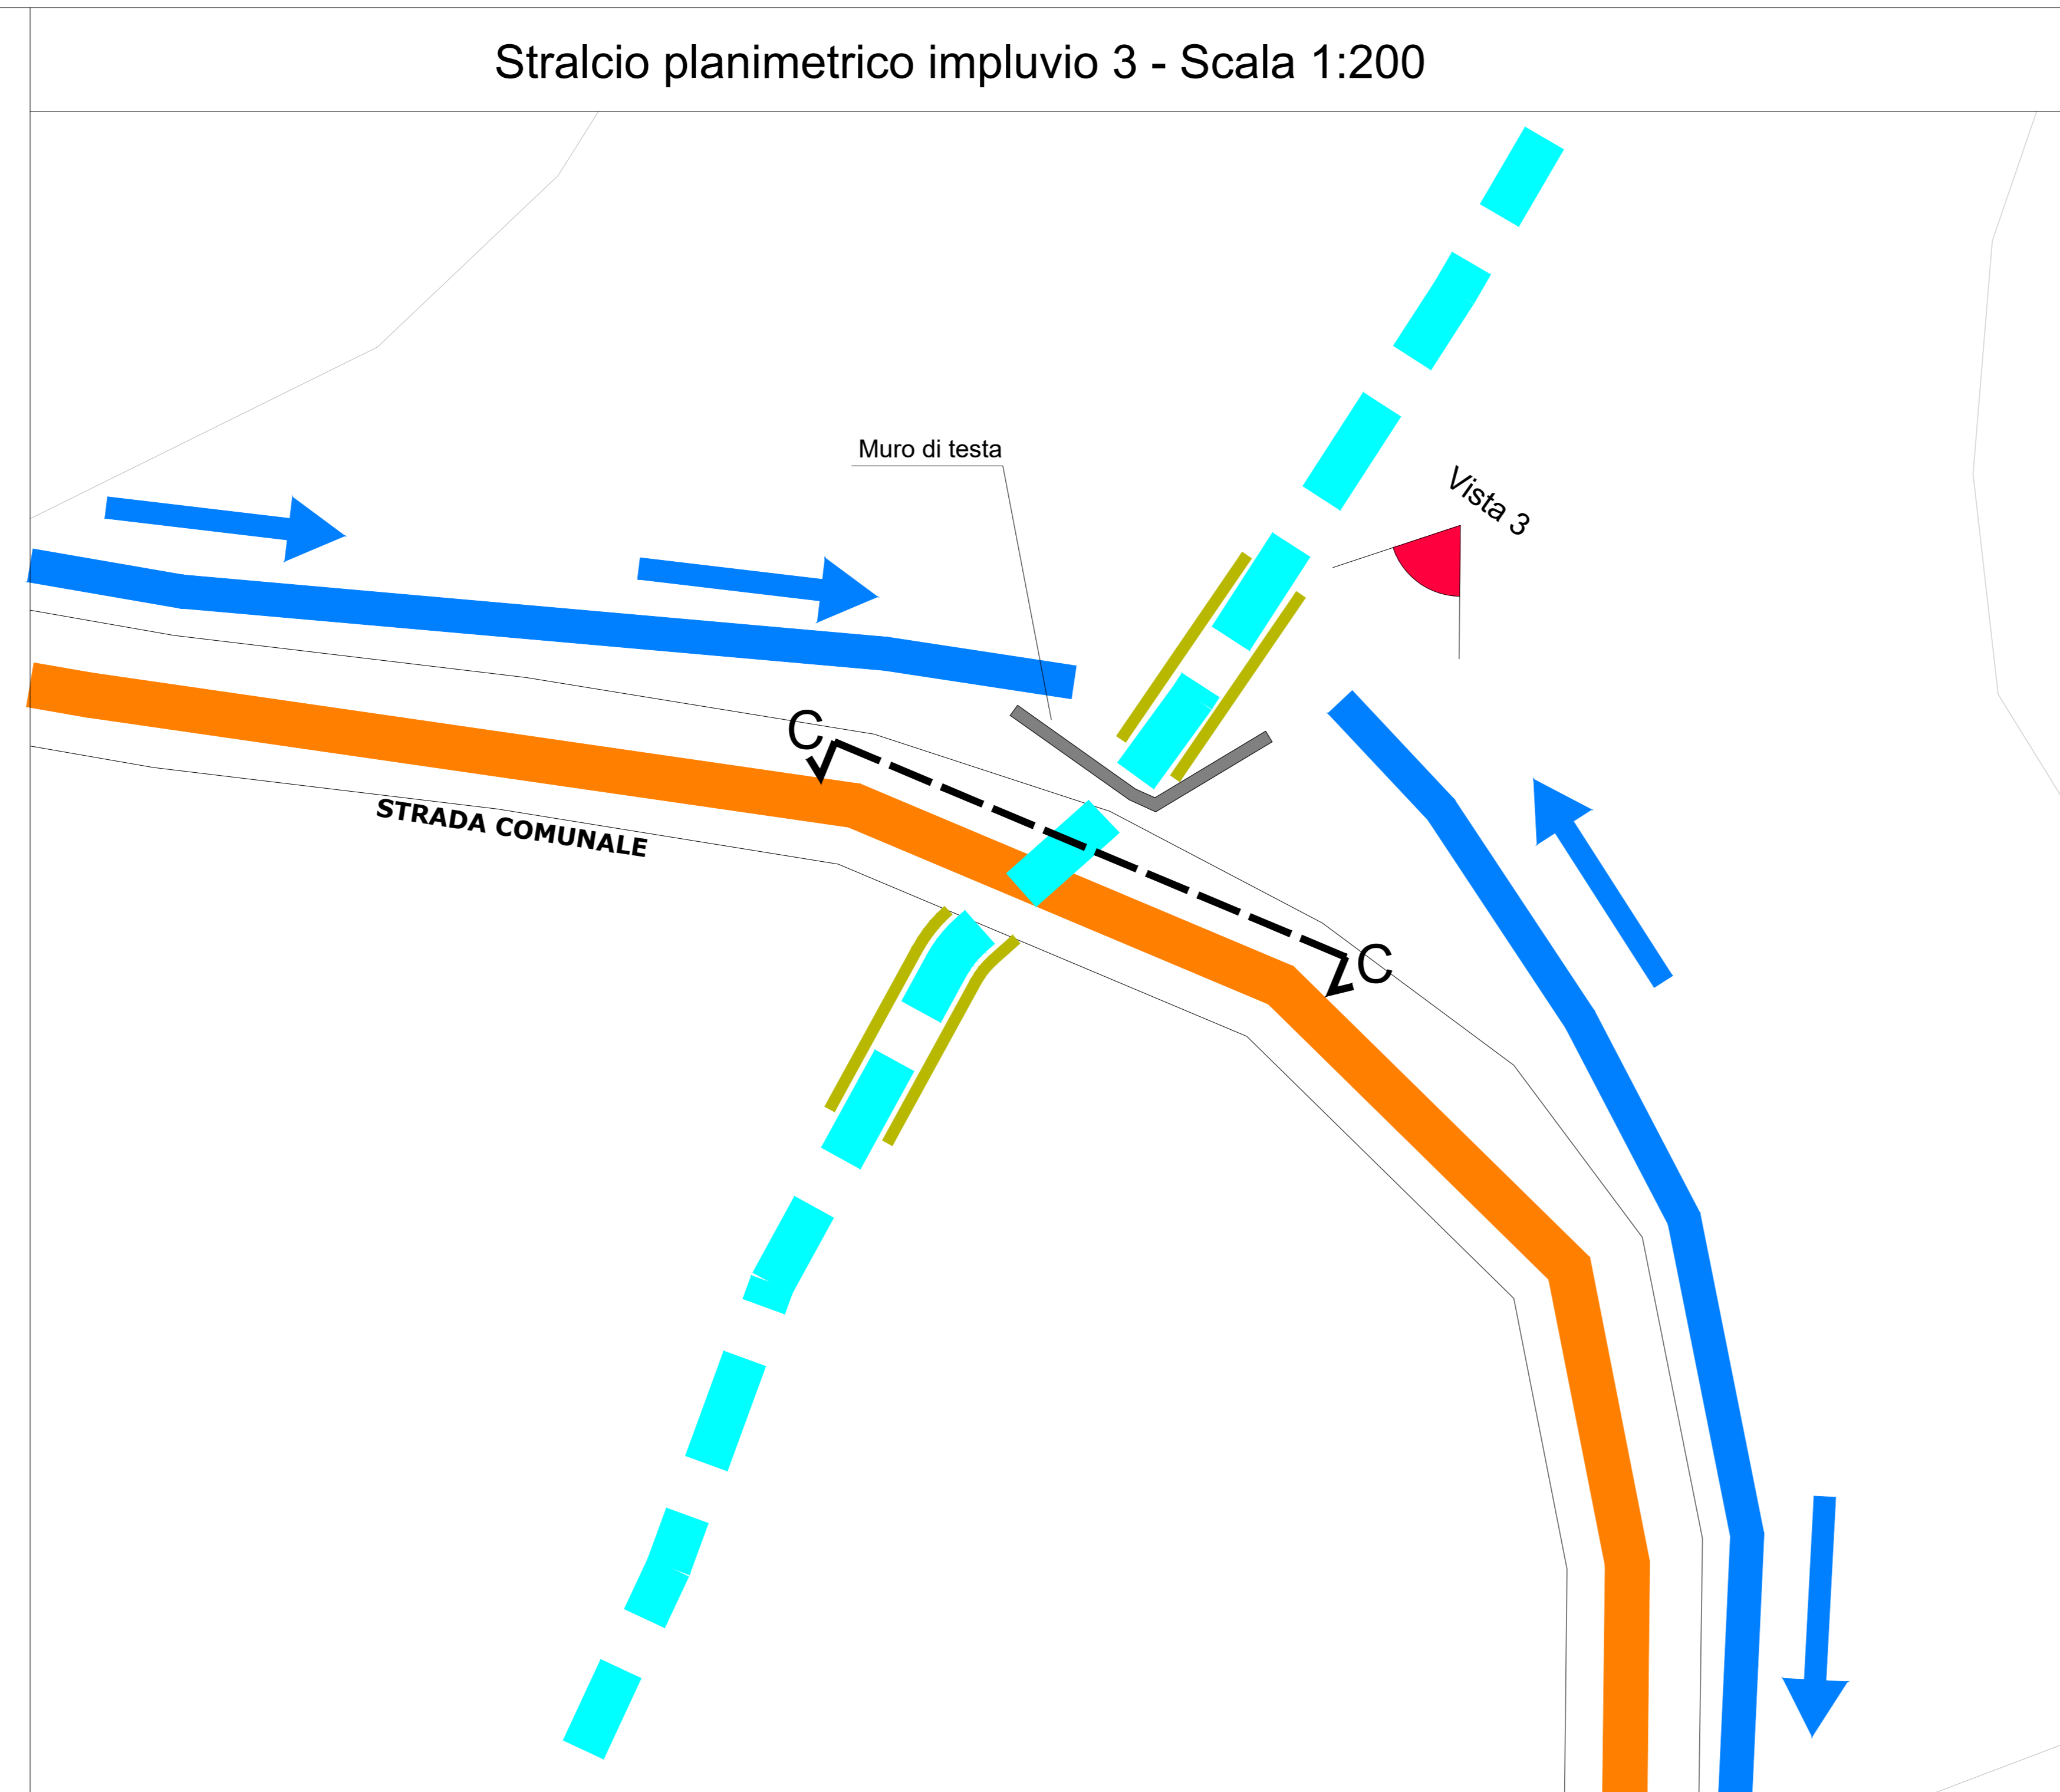 Stralcio planimetrico impluvio 3 - Scala 1:200
Muro di testa
Vista 3
C
STRADA COMUNALE
C